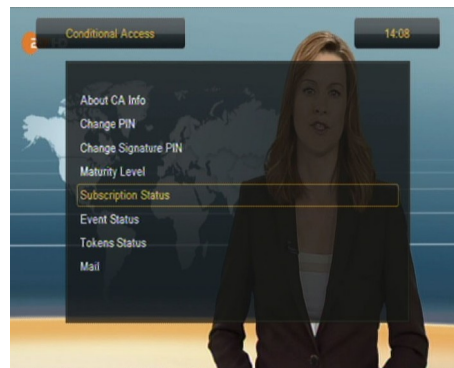 Conditional Access
14:08
About CA Info
Change PIN
Change Signature PIN
Maturity Level
Subscription Status
Event Status
Tokens Status
Mail